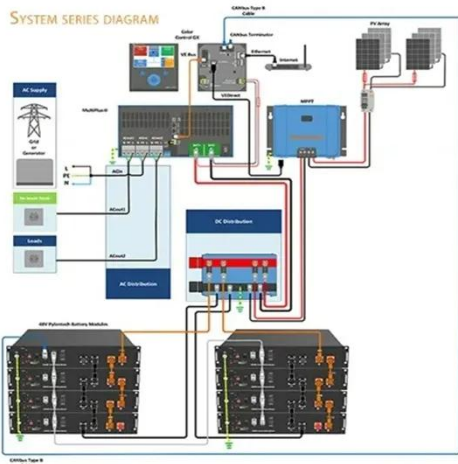 SYSTEM SERIES DIAGRAM
CANbus Type B
Cable
Color
Control GX
CANbus Terminator
PV Array
VE Bus
Ethernet
Internet
AC Supply
MultiPlus-II
VEDirect
MPPT
Grid
or
Generator
L
PE
N
ACin
ACout1
DC Distribution
Loads
ACout2
AC Distribution
48V Pylontech Battery Modules
CANbus Type B